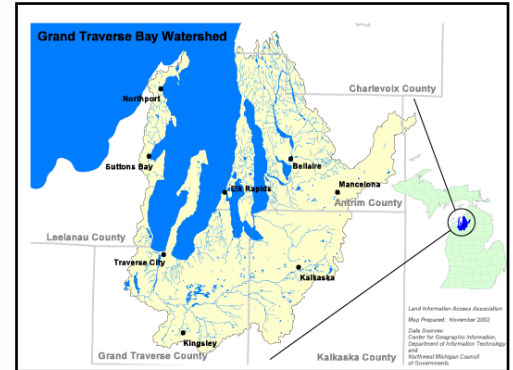 Grand Traverse Bay Watershed
Charlevoix County
Northport
Suttons Bay
Bellaire
Elk Rapids
Mancelona
Antrim County
Leelanau County
Traverse City
Kalkaska
Kingsley
Grand Traverse County
Kalkaska County
Land Information Access Association
Map Prepared: November 2002
Data Sources:
Center for Geographic Information,
Department of Information Technology
and
Northwest Michigan Council
of Governments